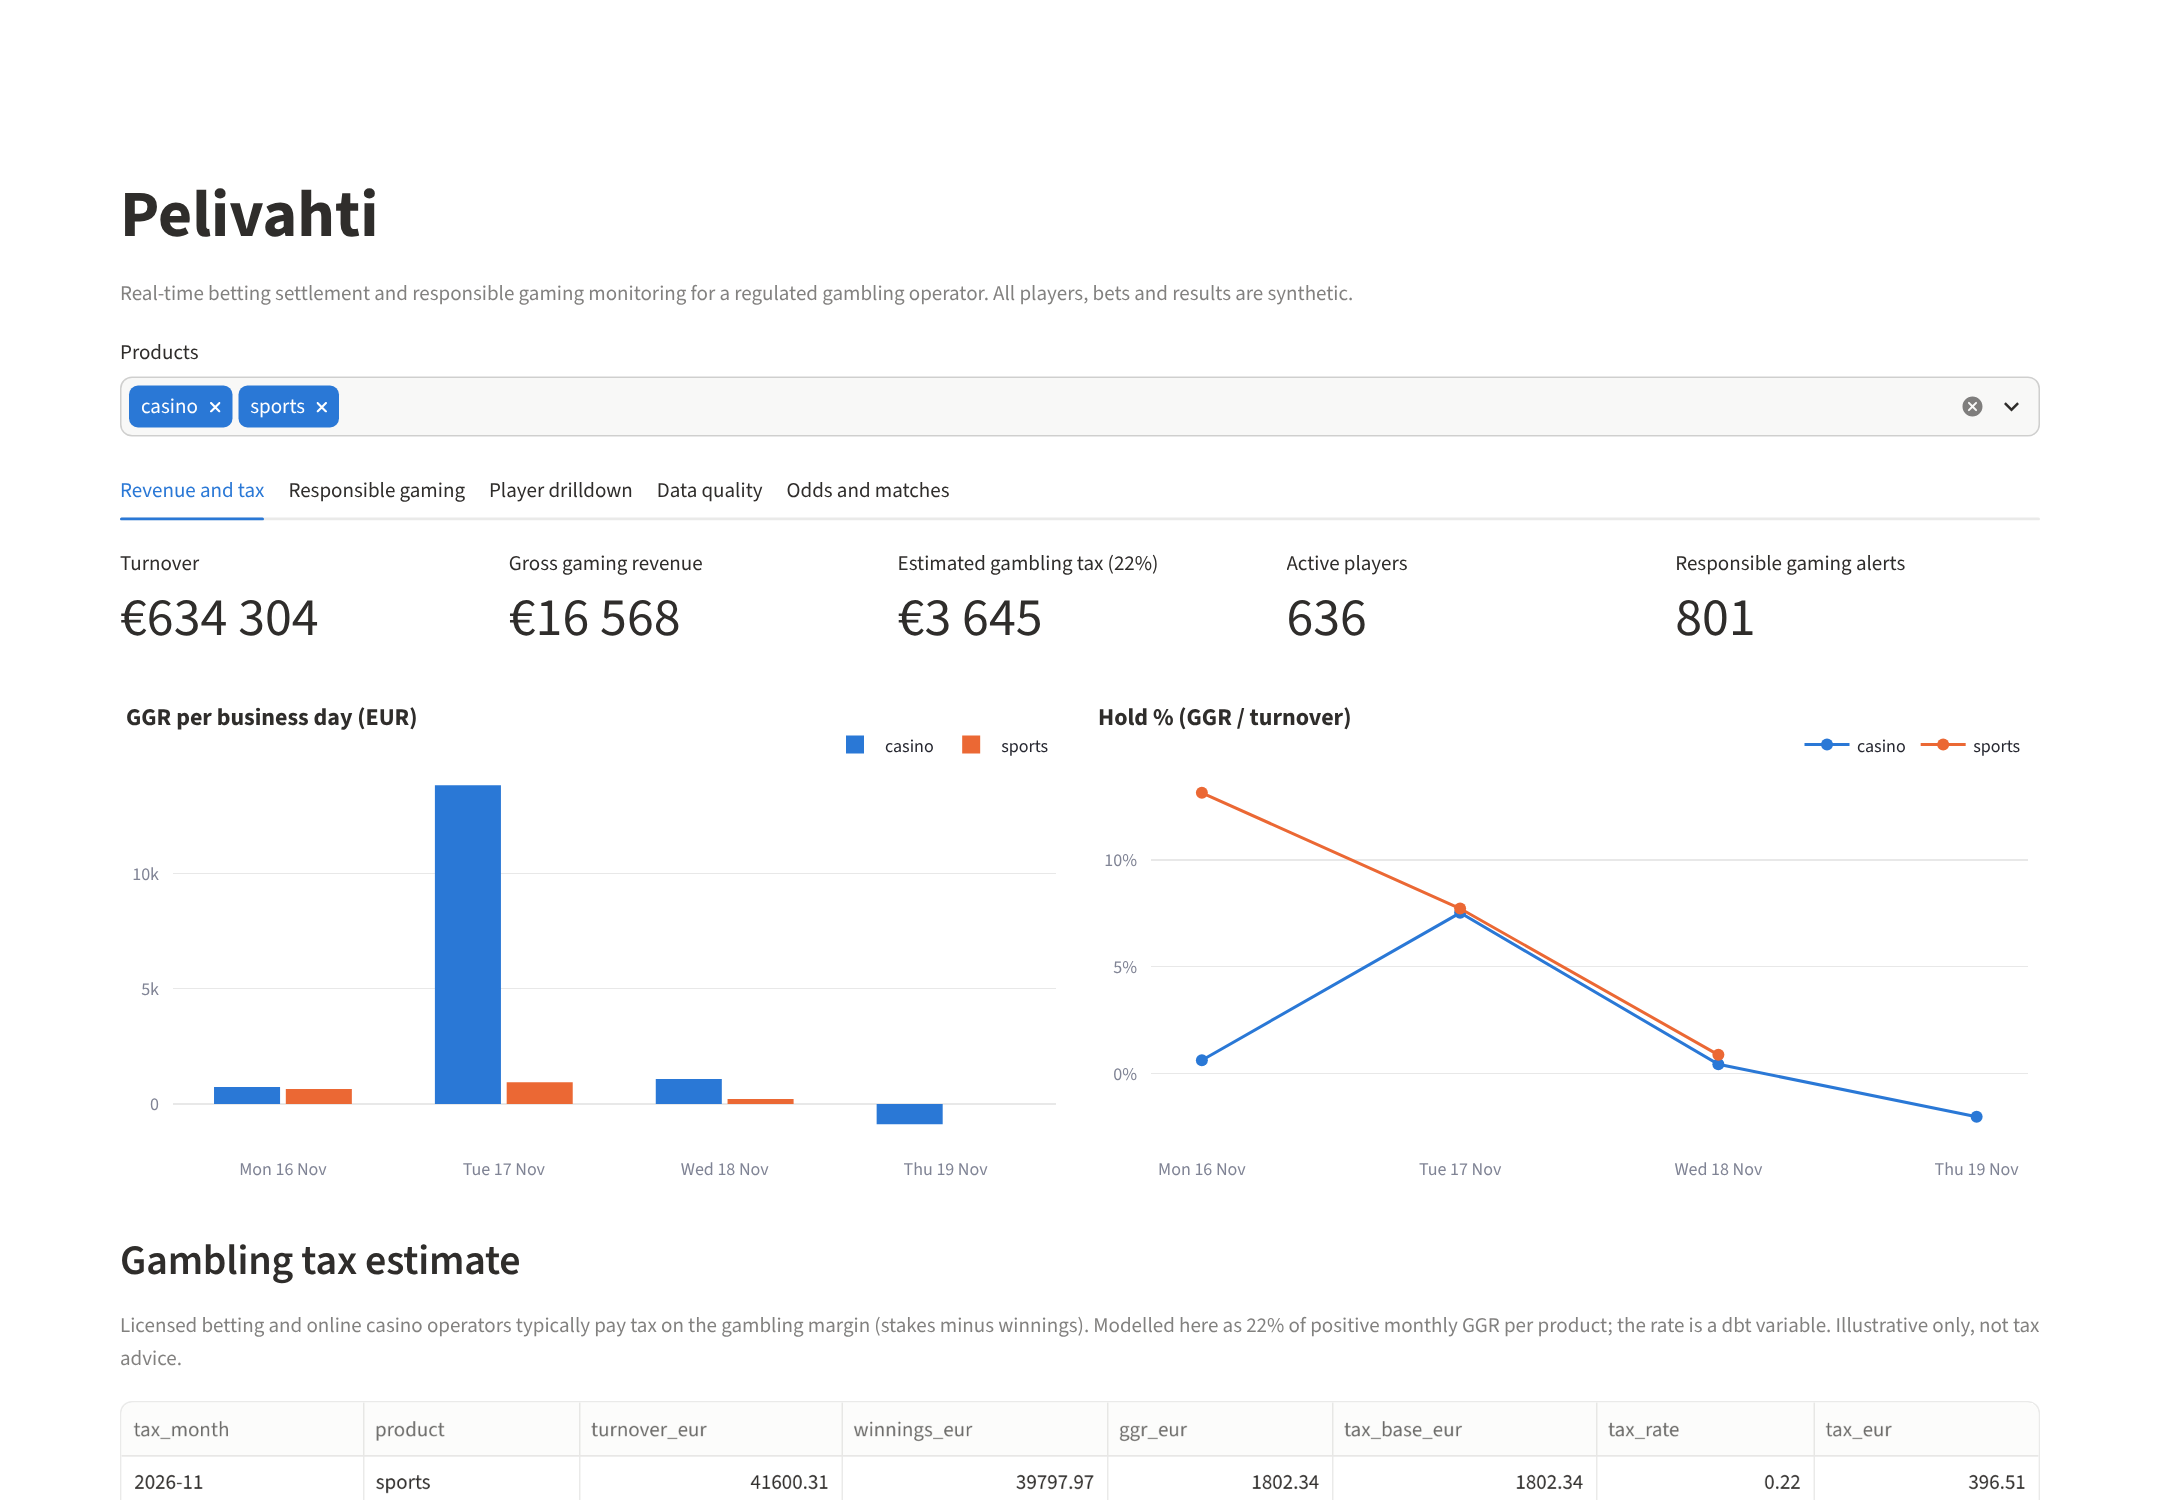 Pelivahti
Real-time betting settlement and responsible gaming monitoring for a regulated gambling operator. All players, bets and results are synthetic.
Products
casino × sports ×
Revenue and tax Responsible gaming Player drilldown Data quality Odds and matches
Turnover Gross gaming revenue Estimated gambling tax (22%) Active players Responsible gaming alerts
€634 304 €16 568 €3 645 636 801
GGR per business day (EUR)
casino sports
10k
5k
0
Mon 16 Nov Tue 17 Nov Wed 18 Nov Thu 19 Nov
Hold % (GGR / turnover)
casino sports
10%
5%
0%
Mon 16 Nov Tue 17 Nov Wed 18 Nov Thu 19 Nov
Gambling tax estimate
Licensed betting and online casino operators typically pay tax on the gambling margin (stakes minus winnings). Modelled here as 22% of positive monthly GGR per product; the rate is a dbt variable. Illustrative only, not tax
advice.
tax_month product turnover_eur winnings_eur ggr_eur tax_base_eur tax_rate tax_eur
2026-11 sports 41600.31 39797.97 1802.34 1802.34 0.22 396.51